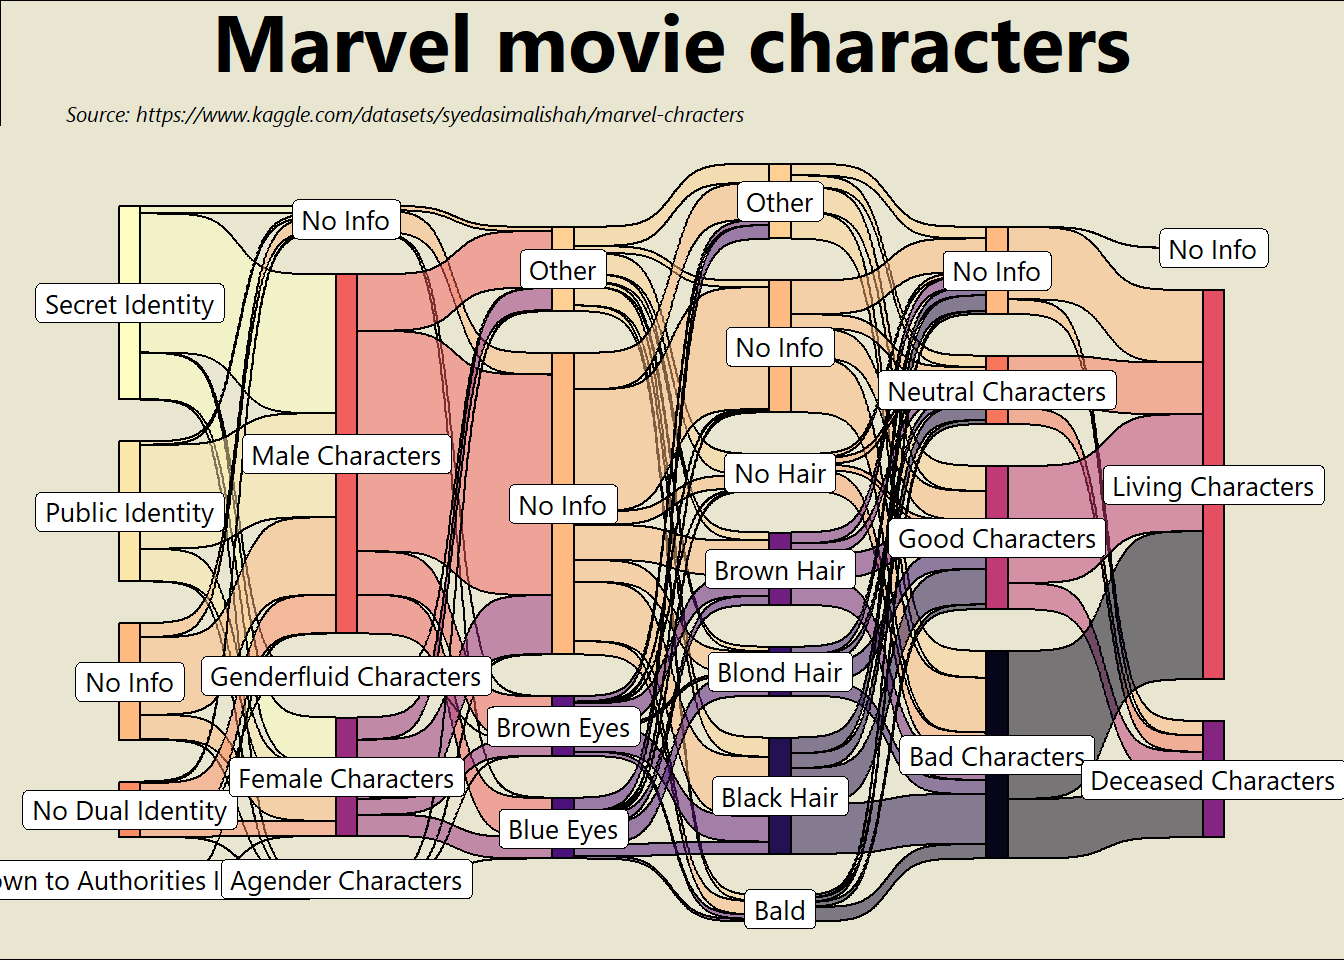 Marvel movie characters
Source: https://www.kaggle.com/datasets/syedasimalishah/marvel-chracters
Secret Identity
Public Identity
No Info
No Dual Identity
to Authorities
No Info
Male Characters
Genderfluid Characters
Female Characters
Agender Characters
Other
No Info
Brown Eyes
Blue Eyes
Other
No Info
No Hair
Brown Hair
Blond Hair
Black Hair
Bald
No Info
Neutral Characters
Good Characters
Bad Characters
No Info
Living Characters
Deceased Characters